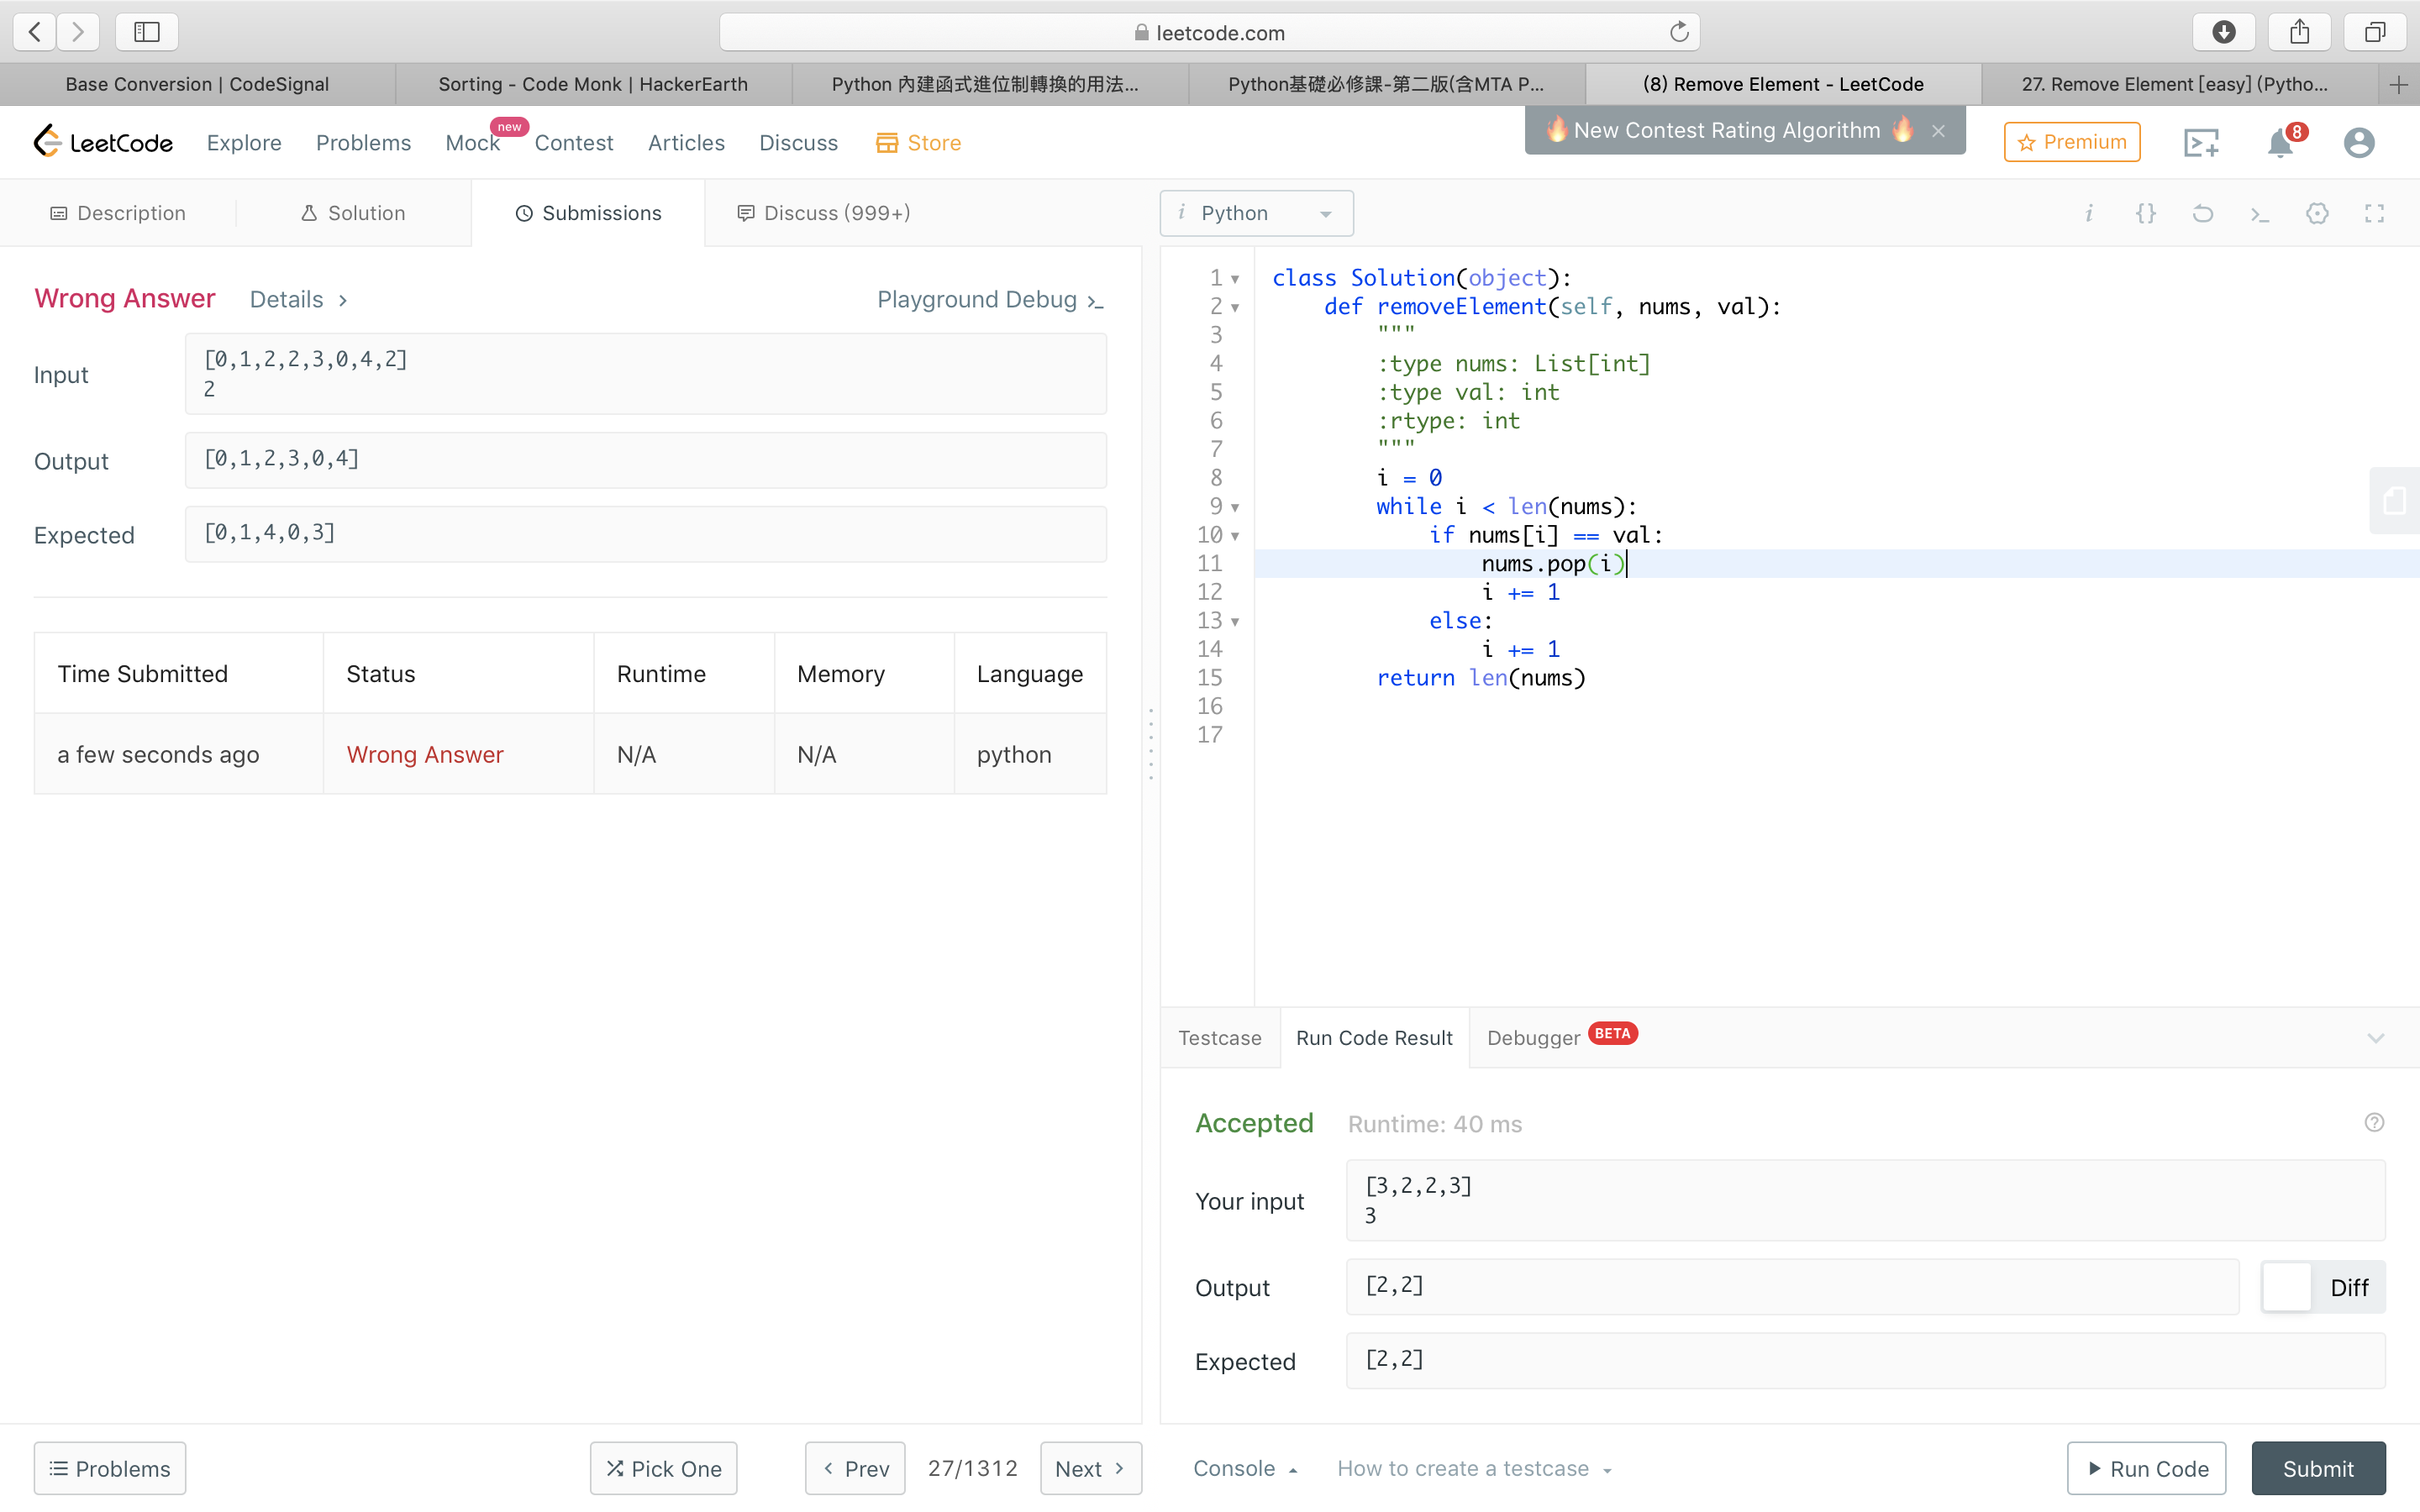 leetcode.com
Base Conversion | CodeSignal
Sorting - Code Monk | HackerEarth
Python 內建函式進位制轉換的用法...
Python基礎必修課-第二版(含MTA P...
(8) Remove Element - LeetCode
27. Remove Element [easy] (Pytho...
LeetCode
Explore
Problems
Mock
new
Contest
Articles
Discuss
Store
🔥New Contest Rating Algorithm 🔥
Premium
8
Description
Solution
Submissions
Discuss (999+)
i Python
Wrong Answer
Details >
Playground Debug >_
Input
[0,1,2,2,3,0,4,2]
2
Output
[0,1,2,3,0,4]
Expected
[0,1,4,0,3]
Time Submitted
Status
Runtime
Memory
Language
a few seconds ago
Wrong Answer
N/A
N/A
python
1 class Solution(object):
2 def removeElement(self, nums, val):
3 """
4 :type nums: List[int]
5 :type val: int
6 :rtype: int
7 """
8 i = 0
9 while i < len(nums):
10 if nums[i] == val:
11 nums.pop(i)
12 i += 1
13 else:
14 i += 1
15 return len(nums)
16
17
Testcase
Run Code Result
Debugger
BETA
Accepted
Runtime: 40 ms
Your input
[3,2,2,3]
3
Output
[2,2]
Diff
Expected
[2,2]
Problems
Pick One
Prev
27/1312
Next
Console
How to create a testcase
Run Code
Submit